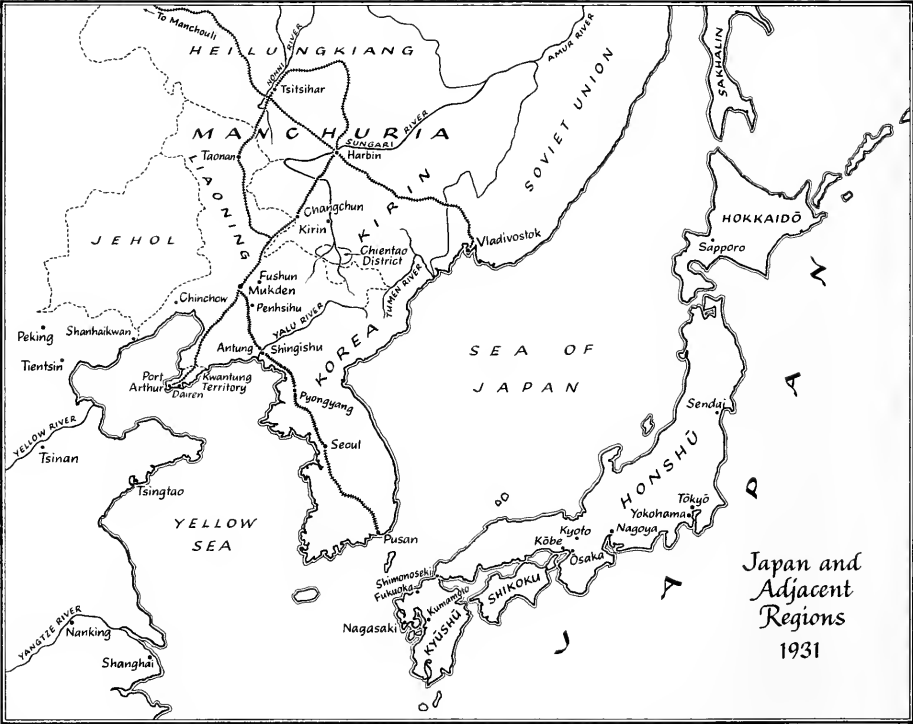 To Manchouli
HEILUNGKIANG
NONNI RIVER
AMUR RIVER
SAKHALIN
Tsitsihar
SOVIET UNION
MANCHURIA
SUNGARI RIVER
Taonan
Harbin
LIAONING
KIRIN
HOKKAIDŌ
Changchun
Kirin
JEHOL
Vladivostok
Sapporo
Chientao
District
Fushun
Mukden
TUMEN RIVER
Chinchow
Penhsihu
YALU RIVER
Peking
Shanhaikwan
Antung
Shingishu
KOREA
SEA OF
JAPAN
Tientsin
Port
Arthur
Dairen
Kwantung
Territory
Pyongyang
Sendai
YELLOW RIVER
Tsinan
Seoul
HONSHŪ
Tsingtao
Tōkyō
Yokohama
YELLOW
SEA
Nagoya
Kyoto
Pusan
Kōbe
Ōsaka
JAPAN
Shimonoseki
Fukuoka
Kumamoto
SHIKOKU
Nagasaki
KYŪSHŪ
YANGTZE RIVER
Nanking
Shanghai
Japan and
Adjacent
Regions
1931